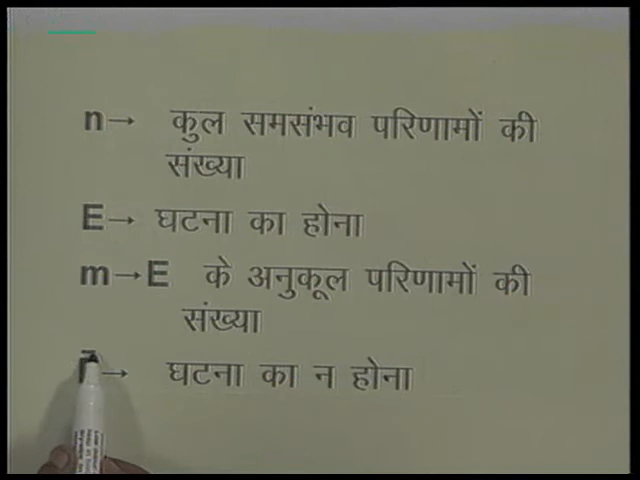 n→ कुल समसंभव परिणामों की
संख्या
E→ घटना का होना
m→E के अनुकूल परिणामों की
संख्या
→ घटना का न होना